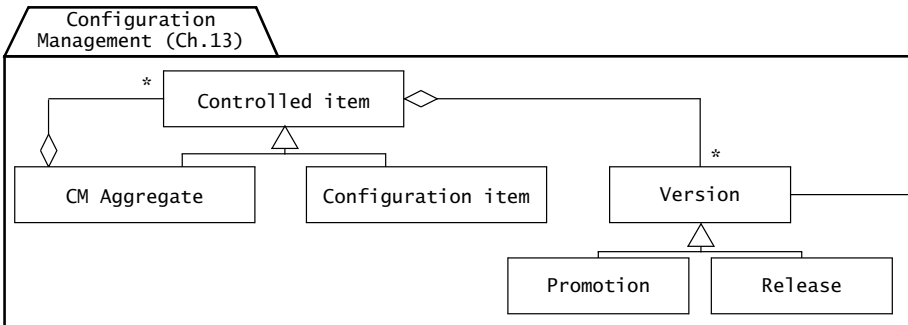 Configuration
Management (Ch.13)
*
Controlled item
*
CM Aggregate
Configuration item
Version
Promotion
Release